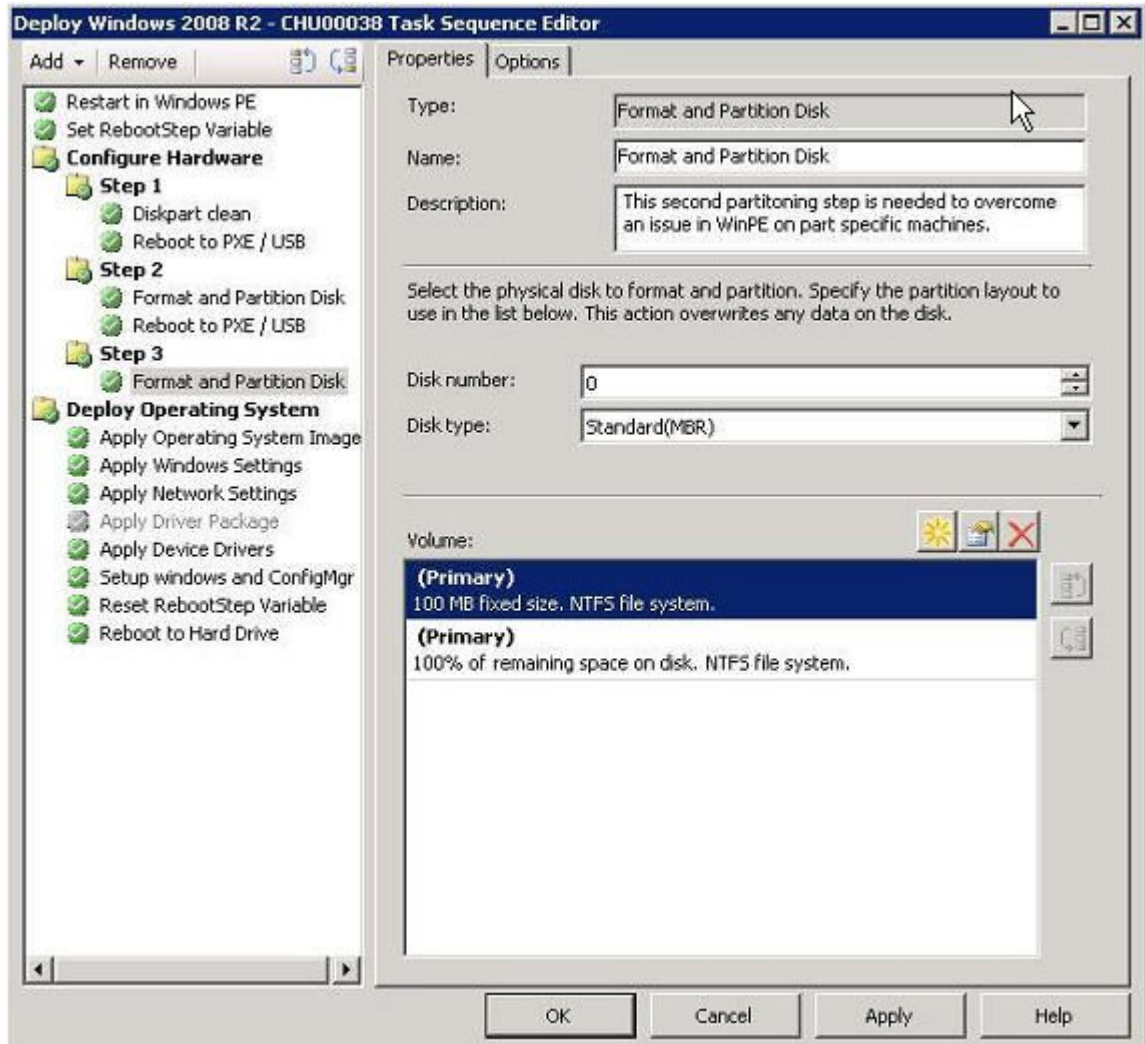 Deploy Windows 2008 R2 - CHU00038 Task Sequence Editor
Add
Remove
Restart in Windows PE
Set RebootStep Variable
Configure Hardware
Step 1
Diskpart clean
Reboot to PXE / USB
Step 2
Format and Partition Disk
Reboot to PXE / USB
Step 3
Format and Partition Disk
Deploy Operating System
Apply Operating System Image
Apply Windows Settings
Apply Network Settings
Apply Driver Package
Apply Device Drivers
Setup windows and ConfigMgr
Reset RebootStep Variable
Reboot to Hard Drive
Properties
Options
Type:
Format and Partition Disk
Name:
Format and Partition Disk
Description:
This second partitoning step is needed to overcome
an issue in WinPE on part specific machines.
Select the physical disk to format and partition. Specify the partition layout to
use in the list below. This action overwrites any data on the disk.
Disk number:
0
Disk type:
Standard(MBR)
Volume:
(Primary)
100 MB fixed size. NTFS file system.
(Primary)
100% of remaining space on disk. NTFS file system.
OK
Cancel
Apply
Help